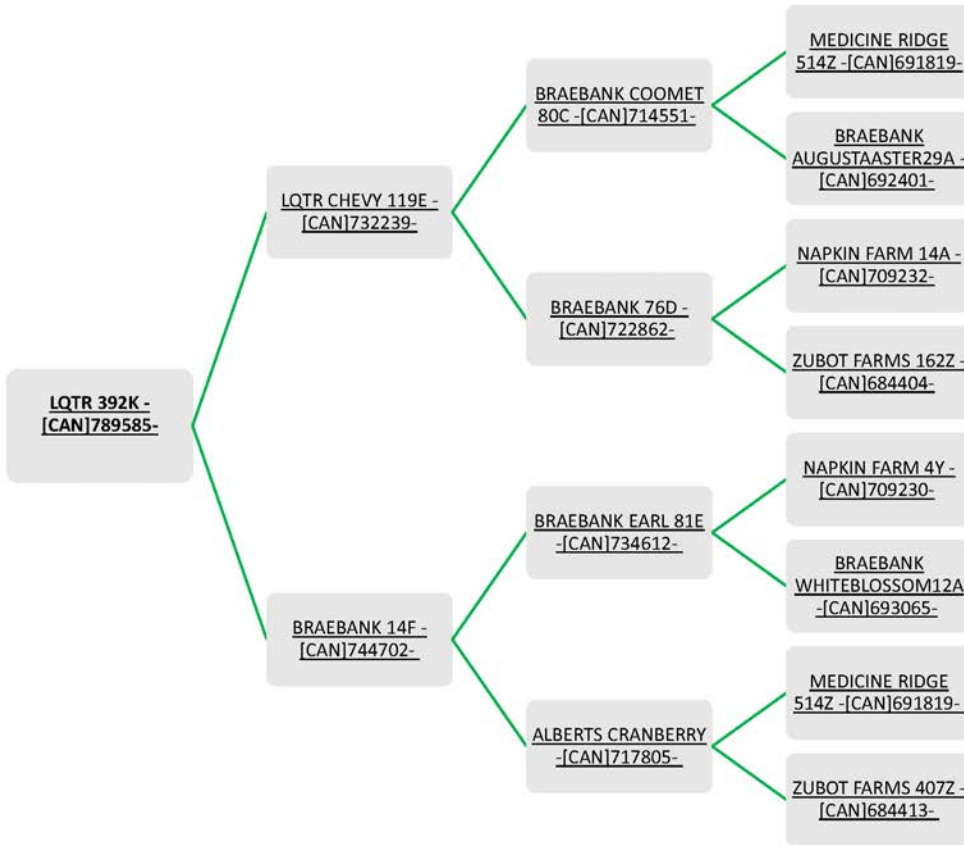 LQTR 392K -
[CAN]789585-
LQTR CHEVY 119E -
[CAN]732239-
BRAEBANK 14F -
[CAN]744702-
BRAEBANK COOMET
80C -[CAN]714551-
BRAEBANK 76D -
[CAN]722862-
BRAEBANK EARL 81E
-[CAN]734612-
ALBERTS CRANBERRY
-[CAN]717805-
MEDICINE RIDGE
514Z -[CAN]691819-
BRAEBANK
AUGUSTAASTER29A -
[CAN]692401-
NAPKIN FARM 14A -
[CAN]709232-
ZUBOT FARMS 162Z -
[CAN]684404-
NAPKIN FARM 4Y -
[CAN]709230-
BRAEBANK
WHITEBLOSSOM12A
-[CAN]693065-
MEDICINE RIDGE
514Z -[CAN]691819-
ZUBOT FARMS 407Z -
[CAN]684413-